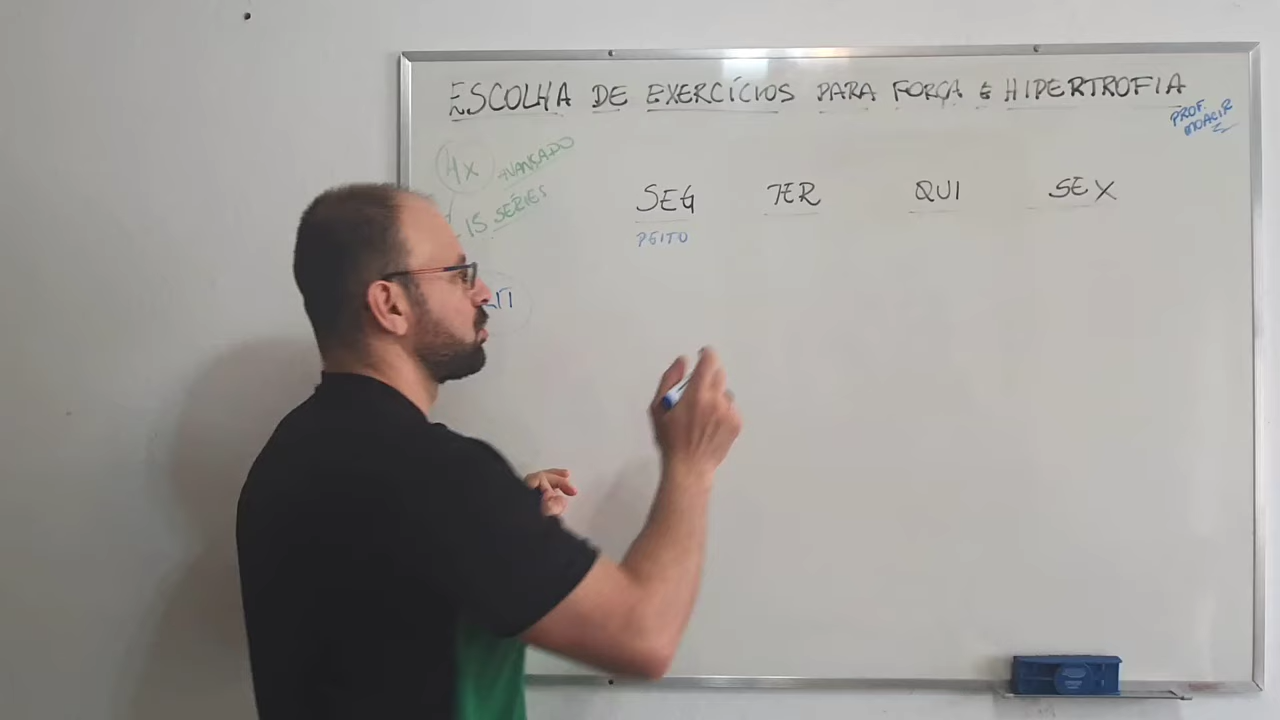 ESCOLHA DE EXERCÍCIOS PARA FORÇA E HIPERTROFIA
PROF.
MOACIR
4X AVANÇADO
15 SÉRIES
SEG TER QUI SEX
PEITO